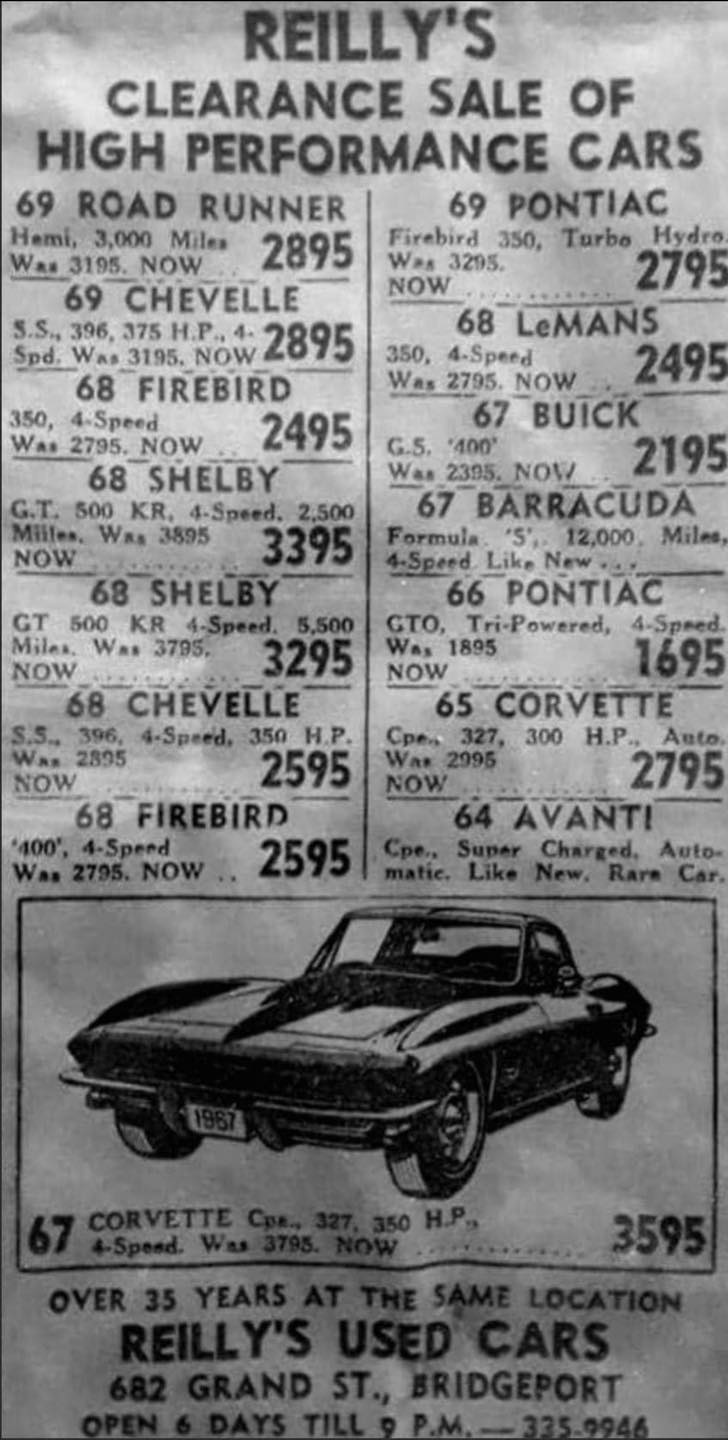 REILLY'S
CLEARANCE SALE OF
HIGH PERFORMANCE CARS
69 ROAD RUNNER
Hemi, 3,000 Miles
Was 3195. NOW .. 2895
69 CHEVELLE
S.S., 396, 375 H.P., 4-
Spd. Was 3195. NOW 2895
68 FIREBIRD
350, 4-Speed
Was 2795. NOW .. 2495
68 SHELBY
G.T. 500 KR, 4-Speed, 2,500
Miles. Was 3895
NOW .......... 3395
68 SHELBY
GT 500 KR 4-Speed, 5,500
Miles. Was 3795.
NOW .......... 3295
68 CHEVELLE
S.S., 396, 4-Speed, 350 H.P.
Was 2895
NOW .......... 2595
68 FIREBIRD
'400', 4-Speed
Was 2795. NOW .. 2595
69 PONTIAC
Firebird 350, Turbo Hydro.
Was 3295.
NOW .......... 2795
68 LeMANS
350, 4-Speed
Was 2795. NOW .. 2495
67 BUICK
G.S. '400'
Was 2395. NOW .. 2195
67 BARRACUDA
Formula 'S', 12,000 Miles,
4-Speed Like New ...
66 PONTIAC
GTO, Tri-Powered, 4-Speed.
Was 1895
NOW .......... 1695
65 CORVETTE
Cpe., 327, 300 H.P., Auto.
Was 2995
NOW .......... 2795
64 AVANTI
Cpe., Super Charged, Auto-
matic. Like New. Rare Car.
1967
67 CORVETTE Cpe., 327, 350 H.P.,
4-Speed. Was 3795. NOW .............. 3595
OVER 35 YEARS AT THE SAME LOCATION
REILLY'S USED CARS
682 GRAND ST., BRIDGEPORT
OPEN 6 DAYS TILL 9 P.M. — 335-9946